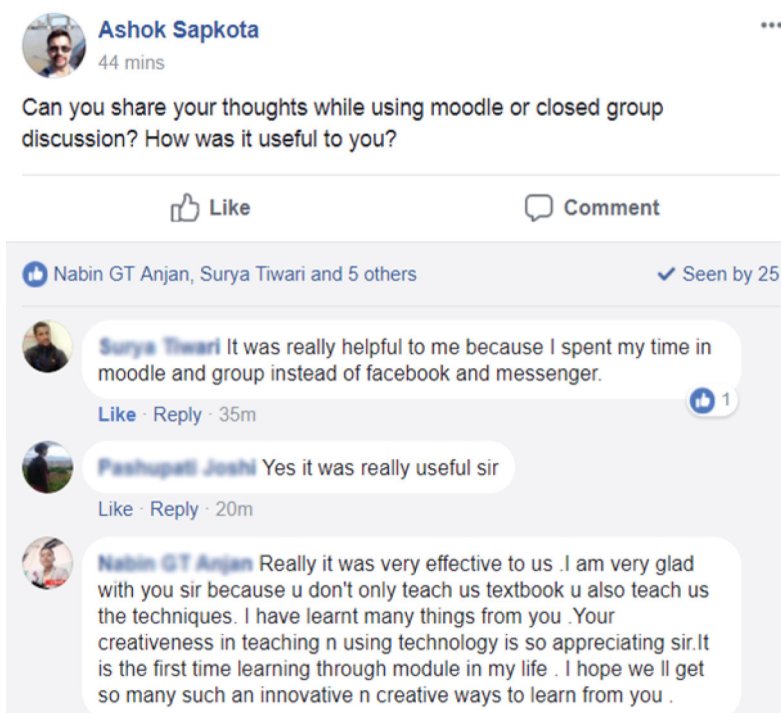 Ashok Sapkota
44 mins
Can you share your thoughts while using moodle or closed group
discussion? How was it useful to you?
Like
Comment
Nabin GT Anjan, Surya Tiwari and 5 others
Seen by 25
It was really helpful to me because I spent my time in
moodle and group instead of facebook and messenger.
1
Like · Reply · 35m
Yes it was really useful sir
Like · Reply · 20m
Really it was very effective to us .I am very glad
with you sir because u don't only teach us textbook u also teach us
the techniques. I have learnt many things from you .Your
creativeness in teaching n using technology is so appreciating sir.It
is the first time learning through module in my life . I hope we ll get
so many such an innovative n creative ways to learn from you .